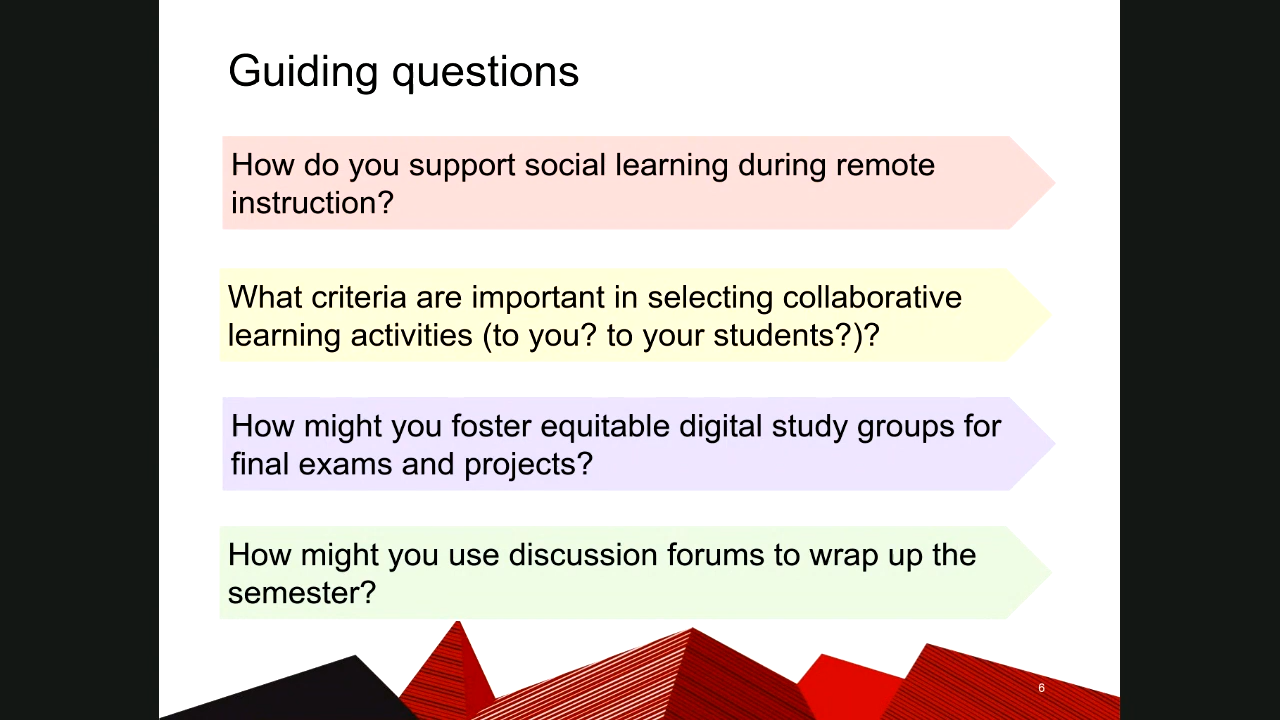 Guiding questions
How do you support social learning during remote
instruction?
What criteria are important in selecting collaborative
learning activities (to you? to your students?)?
How might you foster equitable digital study groups for
final exams and projects?
How might you use discussion forums to wrap up the
semester?
6